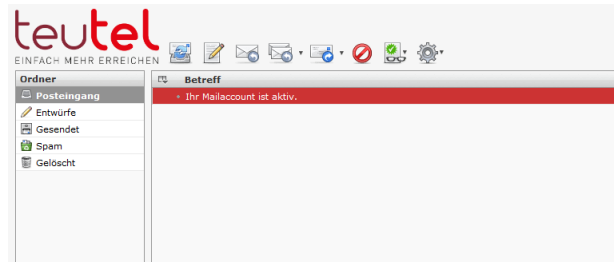 teutel
EINFACH MEHR ERREICHEN
Ordner
Betreff
Posteingang
Ihr Mailaccount ist aktiv.
Entwürfe
Gesendet
Spam
Gelöscht